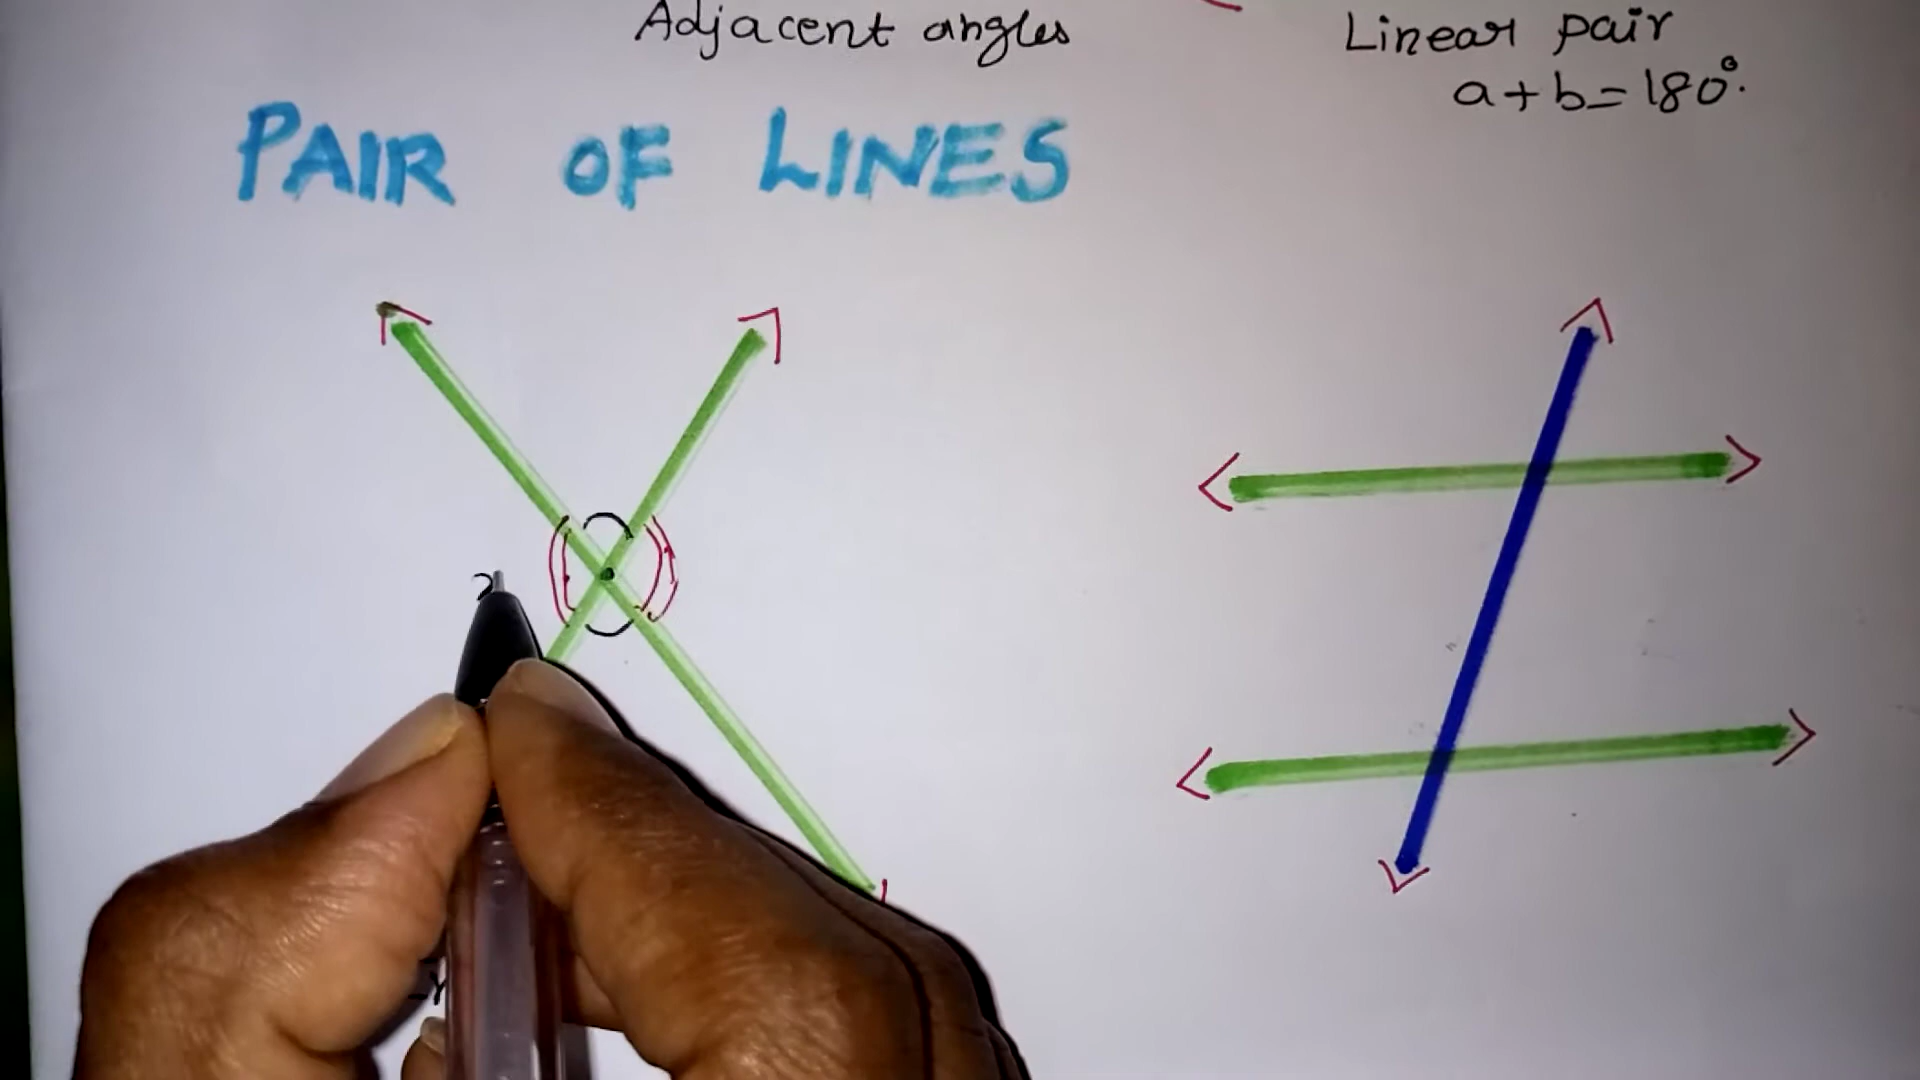 Adjacent angles
Linear pair
a+b=180°.
PAIR OF LINES